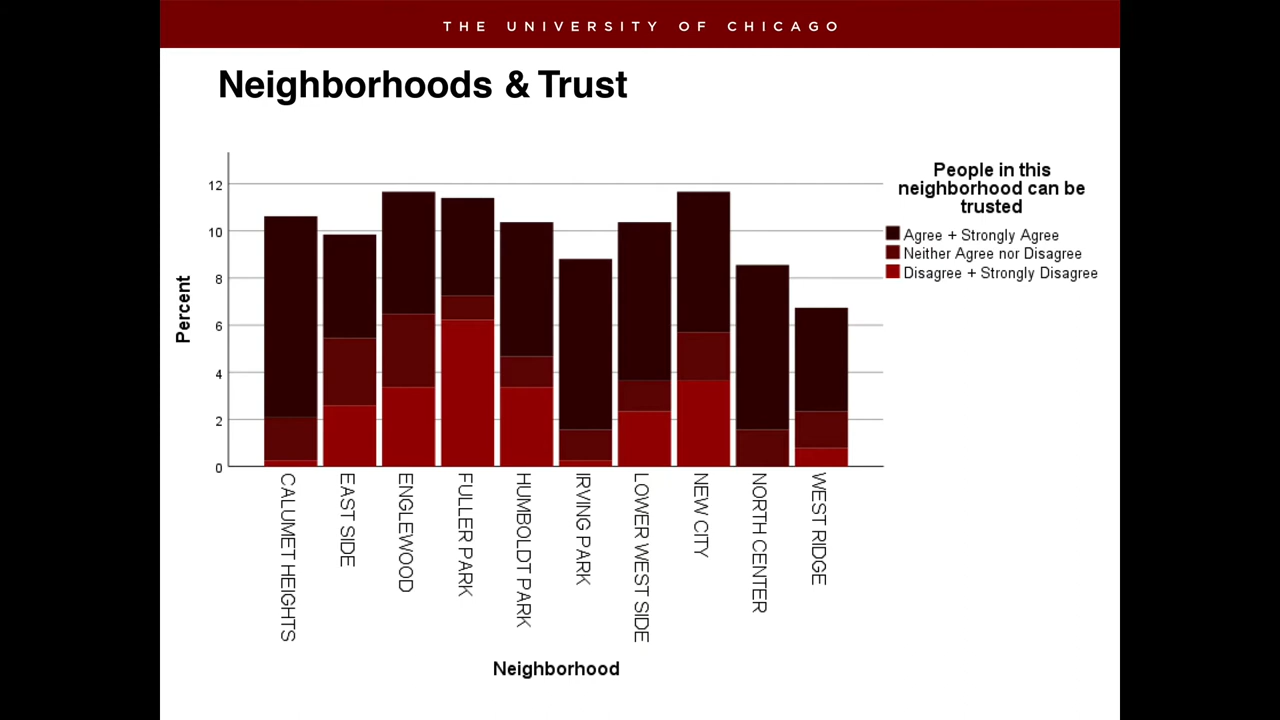 THE UNIVERSITY OF CHICAGO
Neighborhoods & Trust
People in this
neighborhood can be
trusted
Agree + Strongly Agree
Neither Agree nor Disagree
Disagree + Strongly Disagree
Percent
12
10
8
6
4
2
0
CALUMET HEIGHTS
EAST SIDE
ENGLEWOOD
FULLER PARK
HUMBOLDT PARK
IRVING PARK
LOWER WEST SIDE
NEW CITY
NORTH CENTER
WEST RIDGE
Neighborhood